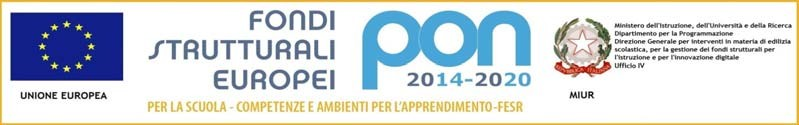 UNIONE EUROPEA
FONDI
STRUTTURALI
EUROPEI
pon
2014-2020
PER LA SCUOLA - COMPETENZE E AMBIENTI PER L'APPRENDIMENTO-FESR
MIUR
Ministero dell'Istruzione, dell'Università e della Ricerca
Dipartimento per la Programmazione
Direzione Generale per interventi in materia di edilizia
scolastica, per la gestione dei fondi strutturali per
l'istruzione e per l'innovazione digitale
Ufficio IV